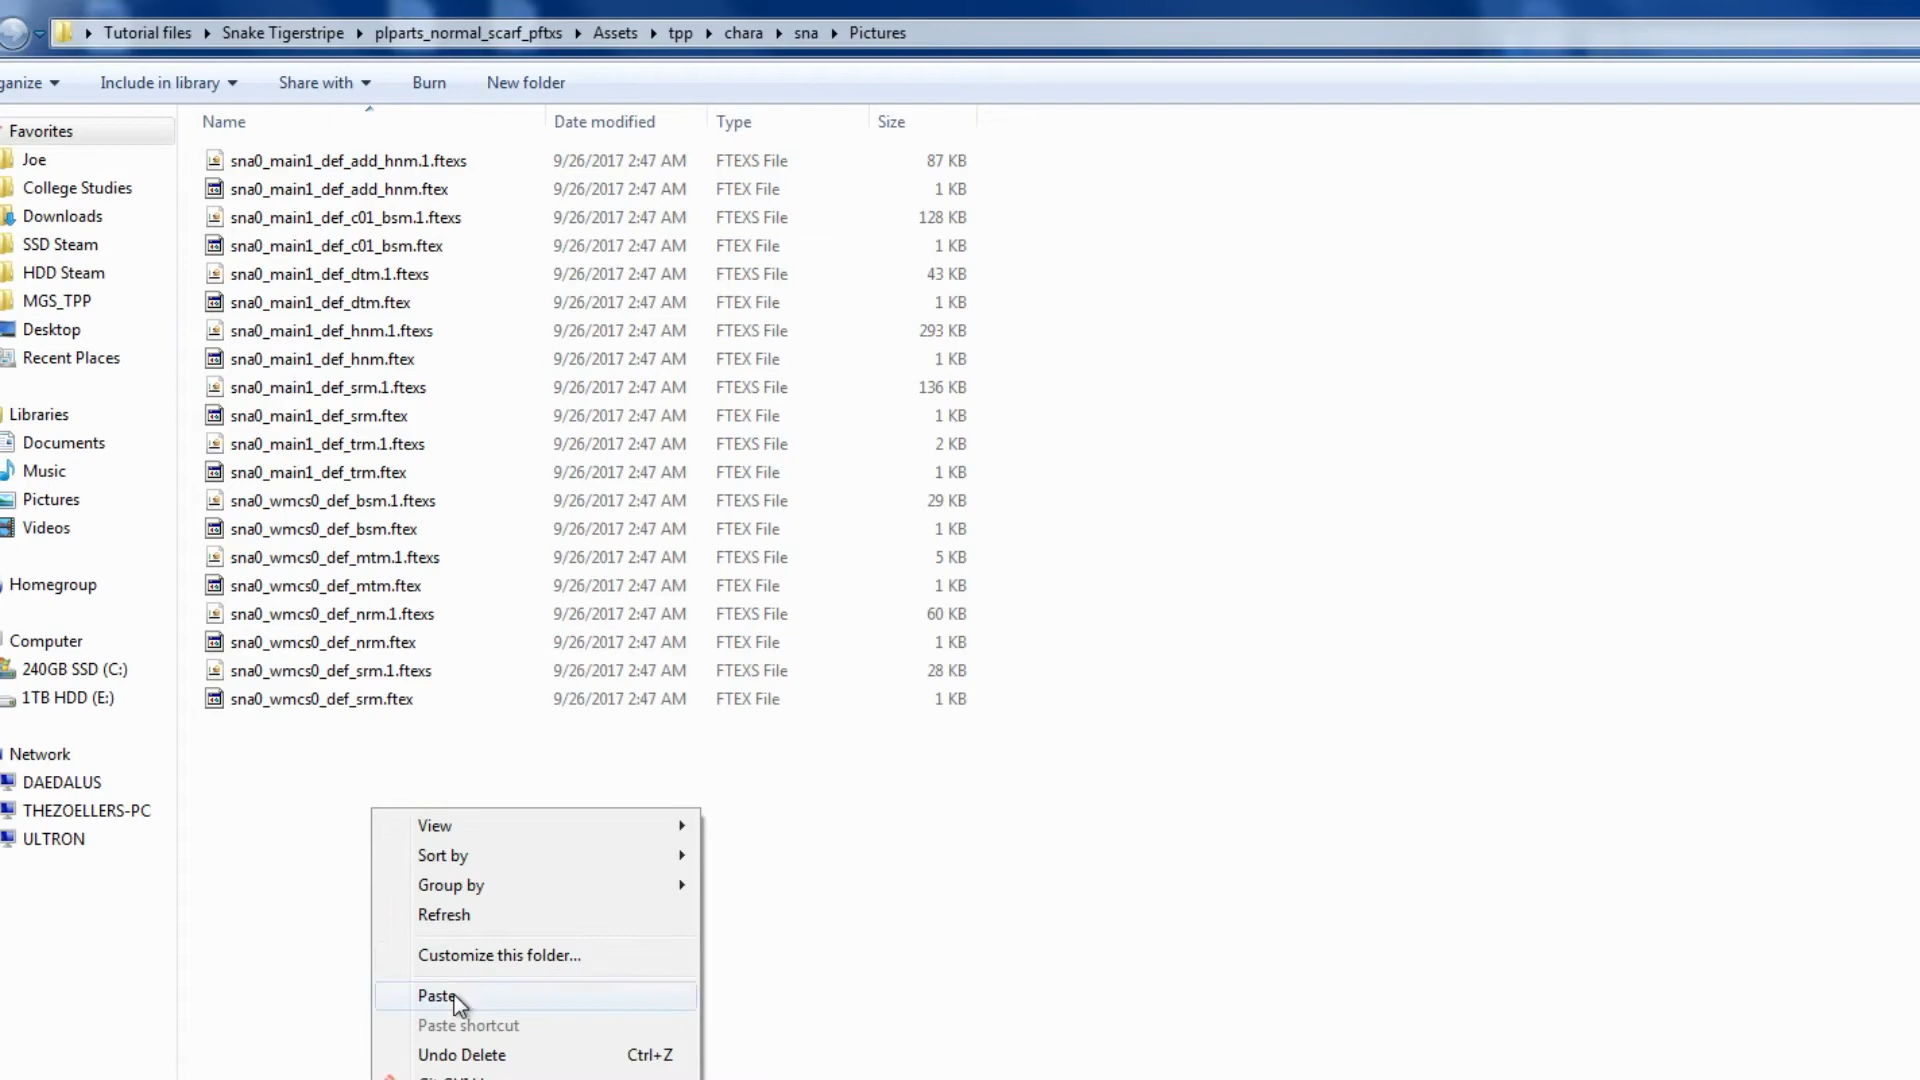 Tutorial files Snake Tigerstripe plparts_normal_scarf_pftxs Assets tpp chara sna Pictures
ganize Include in library Share with Burn New folder
Name Date modified Type Size
Favorites
Joe
College Studies
Downloads
SSD Steam
HDD Steam
MGS_TPP
Desktop
Recent Places
Libraries
Documents
Music
Pictures
Videos
Homegroup
Computer
240GB SSD (C:)
1TB HDD (E:)
Network
DAEDALUS
THEZOELLERS-PC
ULTRON
sna0_main1_def_add_hnm.1.ftexs 9/26/2017 2:47 AM FTEXS File 87 KB
sna0_main1_def_add_hnm.ftex 9/26/2017 2:47 AM FTEX File 1 KB
sna0_main1_def_c01_bsm.1.ftexs 9/26/2017 2:47 AM FTEXS File 128 KB
sna0_main1_def_c01_bsm.ftex 9/26/2017 2:47 AM FTEX File 1 KB
sna0_main1_def_dtm.1.ftexs 9/26/2017 2:47 AM FTEXS File 43 KB
sna0_main1_def_dtm.ftex 9/26/2017 2:47 AM FTEX File 1 KB
sna0_main1_def_hnm.1.ftexs 9/26/2017 2:47 AM FTEXS File 293 KB
sna0_main1_def_hnm.ftex 9/26/2017 2:47 AM FTEX File 1 KB
sna0_main1_def_srm.1.ftexs 9/26/2017 2:47 AM FTEXS File 136 KB
sna0_main1_def_srm.ftex 9/26/2017 2:47 AM FTEX File 1 KB
sna0_main1_def_trm.1.ftexs 9/26/2017 2:47 AM FTEXS File 2 KB
sna0_main1_def_trm.ftex 9/26/2017 2:47 AM FTEX File 1 KB
sna0_wmcs0_def_bsm.1.ftexs 9/26/2017 2:47 AM FTEXS File 29 KB
sna0_wmcs0_def_bsm.ftex 9/26/2017 2:47 AM FTEX File 1 KB
sna0_wmcs0_def_mtm.1.ftexs 9/26/2017 2:47 AM FTEXS File 5 KB
sna0_wmcs0_def_mtm.ftex 9/26/2017 2:47 AM FTEX File 1 KB
sna0_wmcs0_def_nrm.1.ftexs 9/26/2017 2:47 AM FTEXS File 60 KB
sna0_wmcs0_def_nrm.ftex 9/26/2017 2:47 AM FTEX File 1 KB
sna0_wmcs0_def_srm.1.ftexs 9/26/2017 2:47 AM FTEXS File 28 KB
sna0_wmcs0_def_srm.ftex 9/26/2017 2:47 AM FTEX File 1 KB
View
Sort by
Group by
Refresh
Customize this folder...
Paste
Paste shortcut
Undo Delete Ctrl+Z